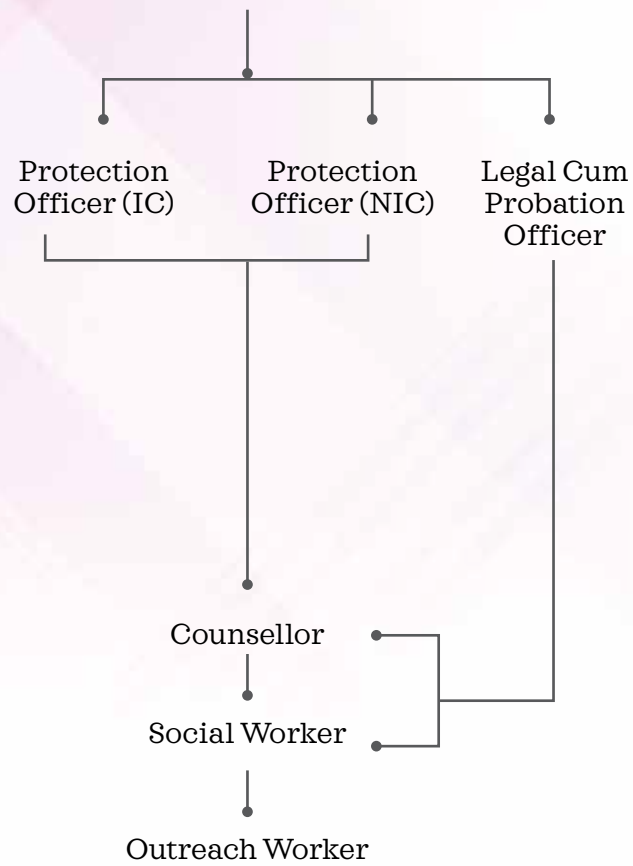 Protection
Officer (IC)
Protection
Officer (NIC)
Legal Cum
Probation
Officer
Counsellor
Social Worker
Outreach Worker